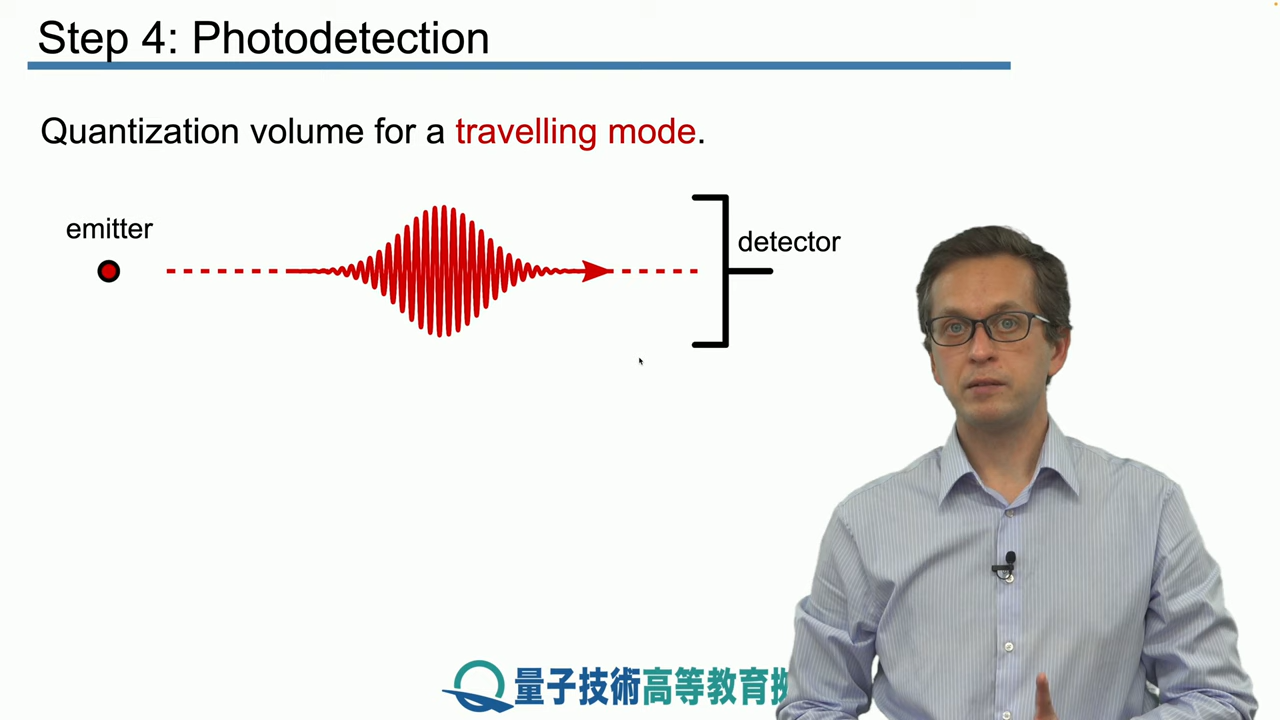 Step 4: Photodetection
Quantization volume for a travelling mode.
emitter
detector
量子技術高等教育